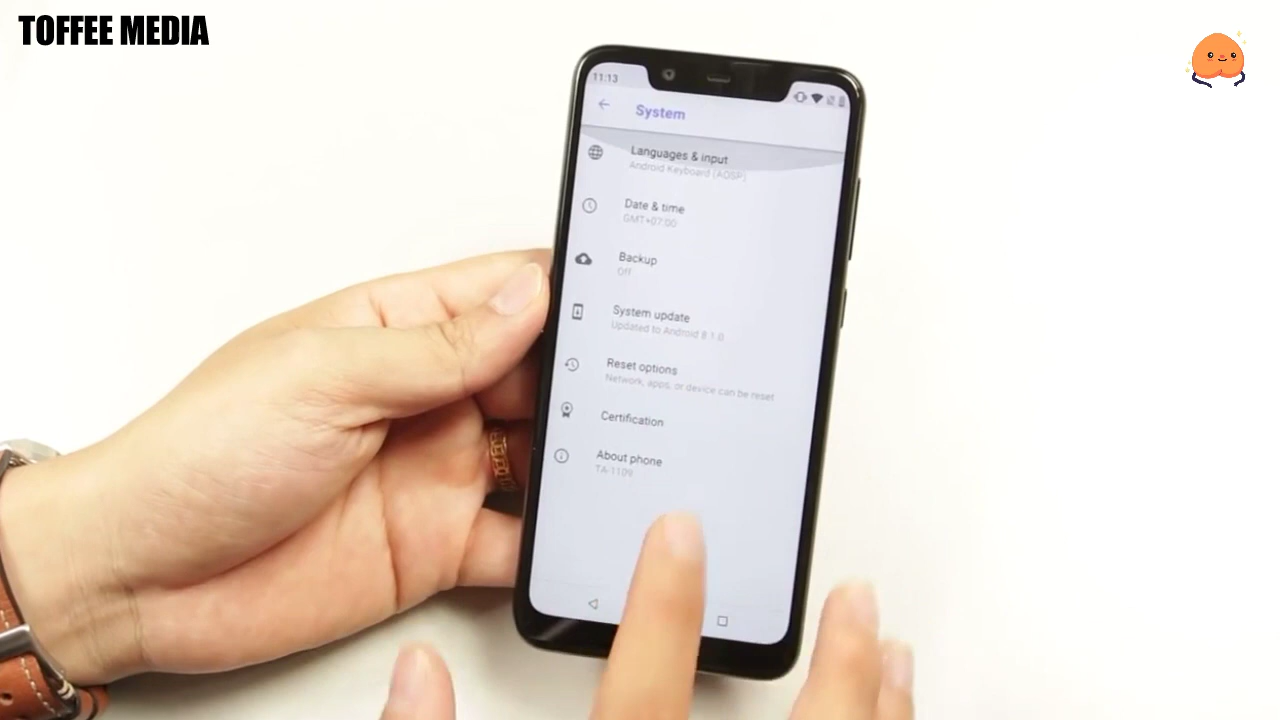 TOFFEE MEDIA
11:13
System
Languages & input
Android Keyboard (AOSP)
Date & time
GMT+07:00
Backup
Off
System update
Updated to Android 8.1.0
Reset options
Network, apps, or device can be reset
Certification
About phone
TA-1109